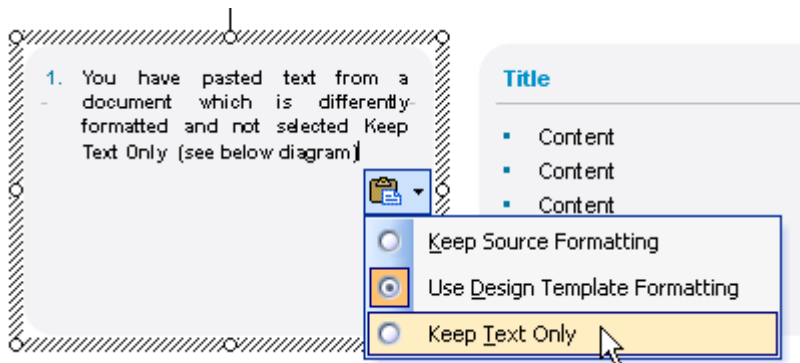 1. You have pasted text from a
document which is differently
formatted and not selected Keep
Text Only (see below diagram)
Title
▪ Content
▪ Content
▪ Content
Keep Source Formatting
Use Design Template Formatting
Keep Text Only